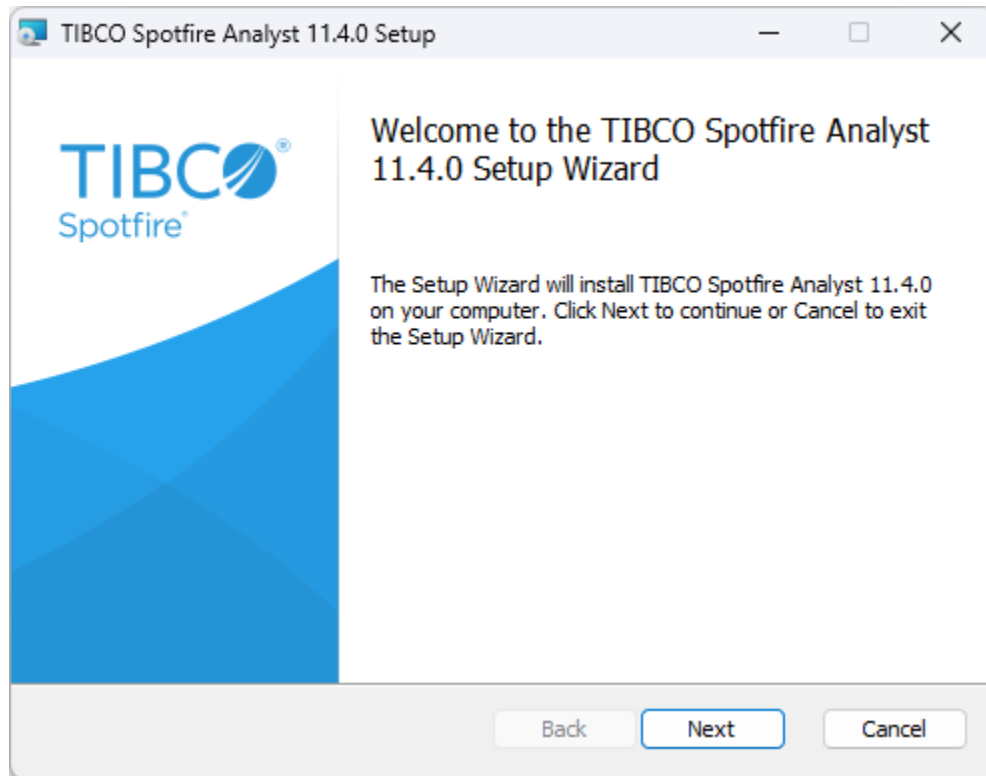 TIBCO Spotfire Analyst 11.4.0 Setup
TIBCO®
Spotfire®
Welcome to the TIBCO Spotfire Analyst
11.4.0 Setup Wizard
The Setup Wizard will install TIBCO Spotfire Analyst 11.4.0
on your computer. Click Next to continue or Cancel to exit
the Setup Wizard.
Back Next Cancel